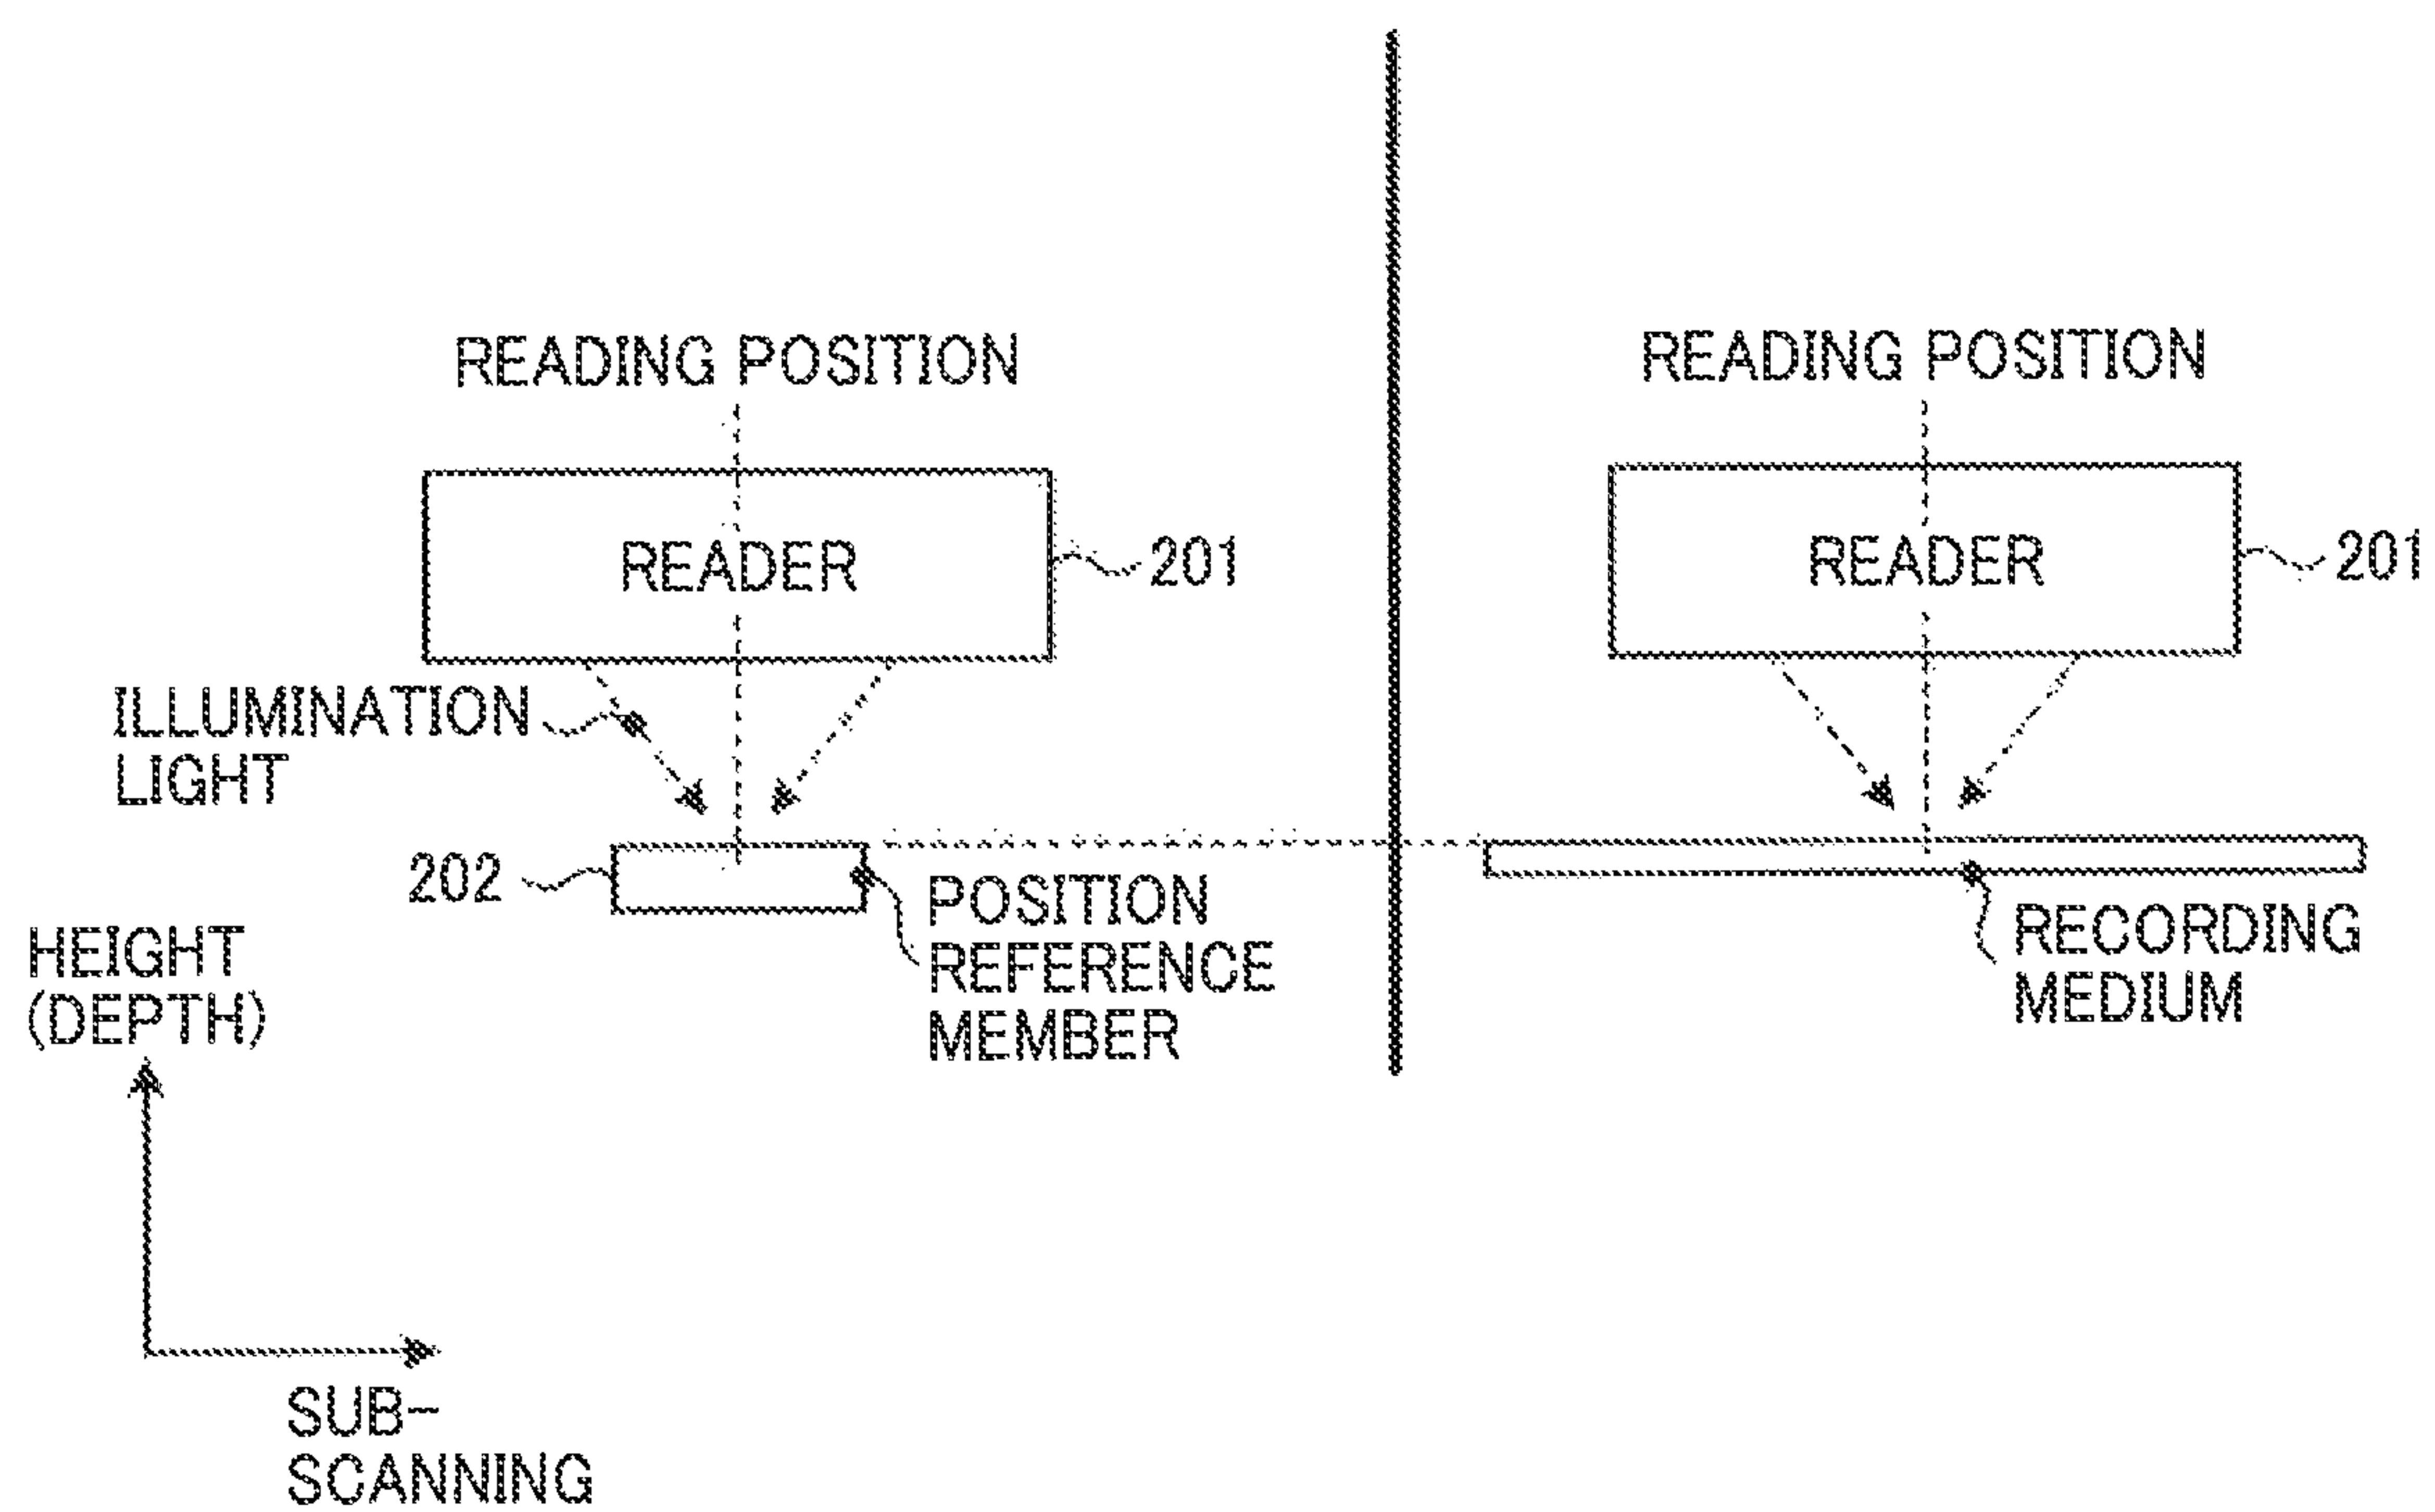 READING POSITION
READER
201
ILLUMINATION
LIGHT
202
POSITION
REFERENCE
MEMBER
HEIGHT
(DEPTH)
SUB-
SCANNING
READING POSITION
READER
201
RECORDING
MEDIUM